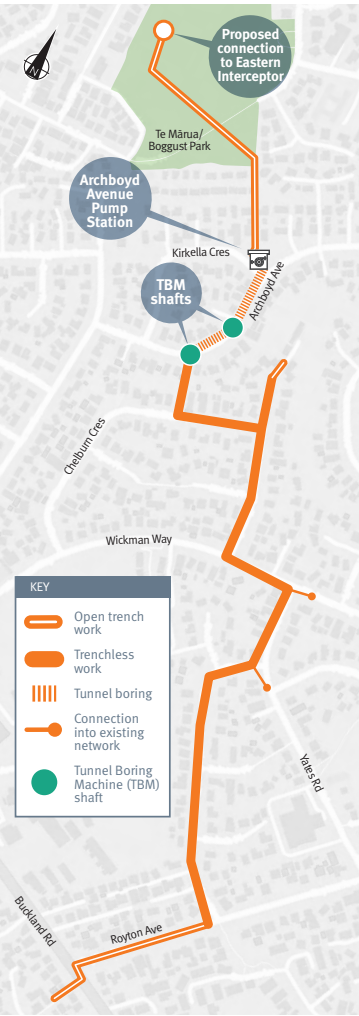 Proposed
connection
to Eastern
Interceptor
N
Te Mārua/
Boggust Park
Archboyd
Avenue
Pump
Station
Kirkella Cres
TBM
shafts
Archboyd Ave
Chelburn Cres
Wickman Way
KEY
Open trench
work
Trenchless
work
Tunnel boring
Connection
into existing
network
Tunnel Boring
Machine (TBM)
shaft
Yates Rd
Buckland Rd
Royton Ave